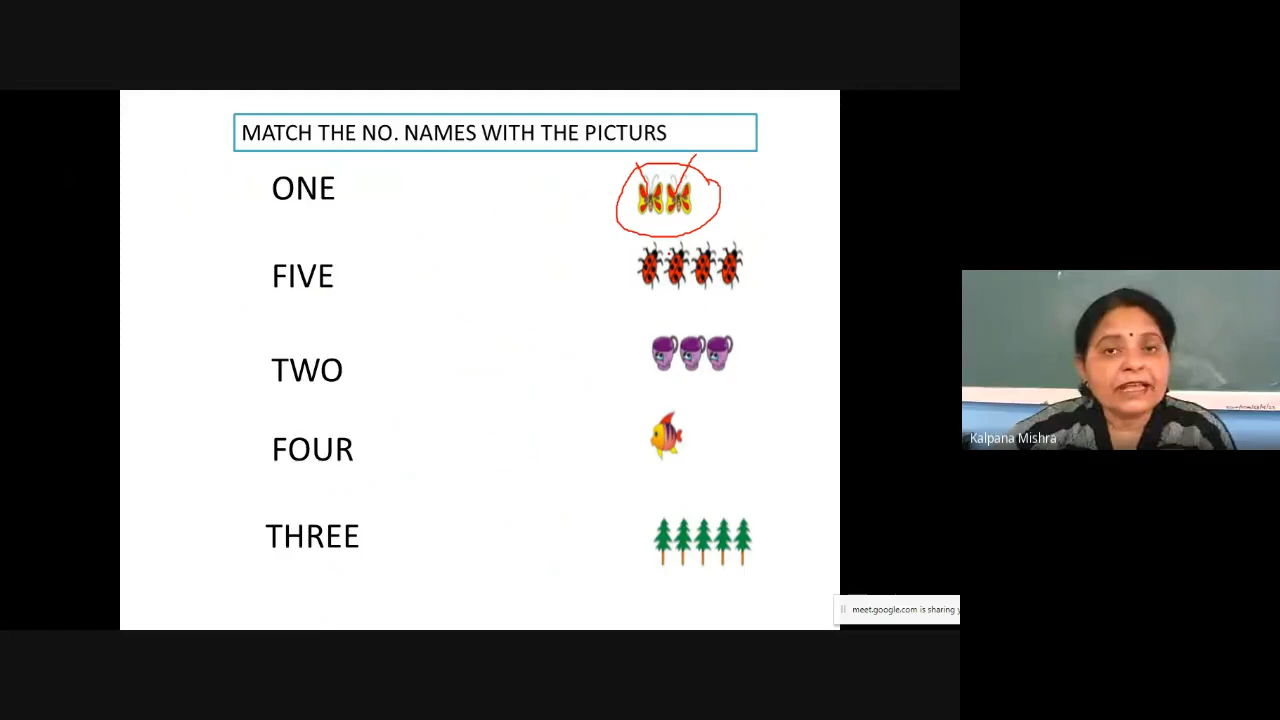 MATCH THE NO. NAMES WITH THE PICTURS
ONE
FIVE
TWO
FOUR
THREE
Kalpana Mishra
meet.google.com is sharing